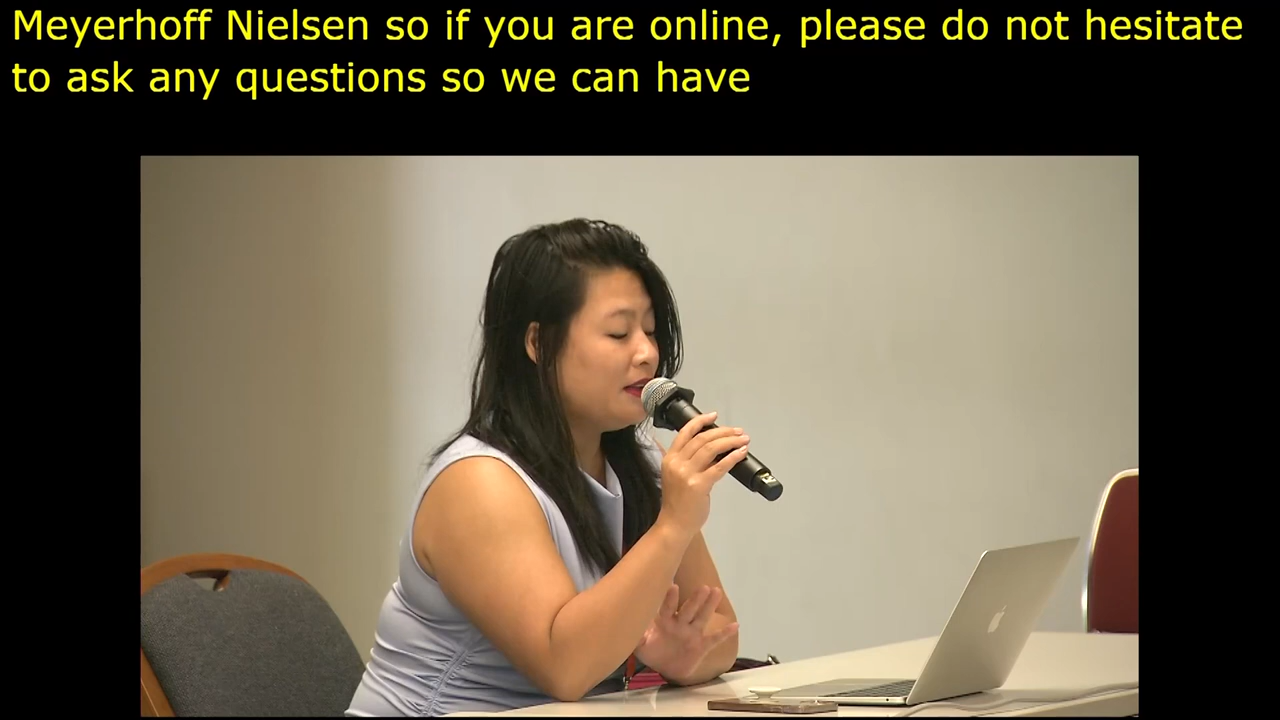 Meyerhoff Nielsen so if you are online, please do not hesitate
to ask any questions so we can have